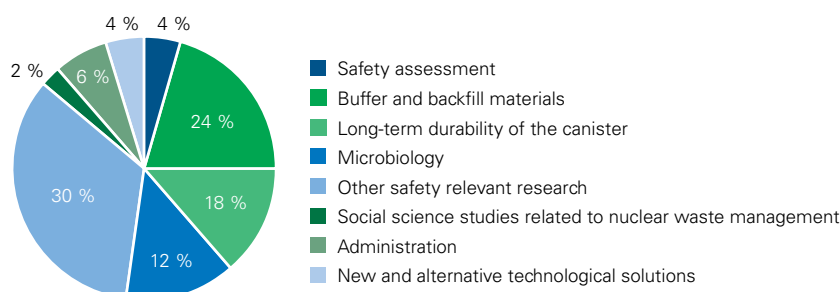 4 % 4 %
2 % 6 %
24 %
30 %
18 %
12 %
Safety assessment
Buffer and backfill materials
Long-term durability of the canister
Microbiology
Other safety relevant research
Social science studies related to nuclear waste management
Administration
New and alternative technological solutions